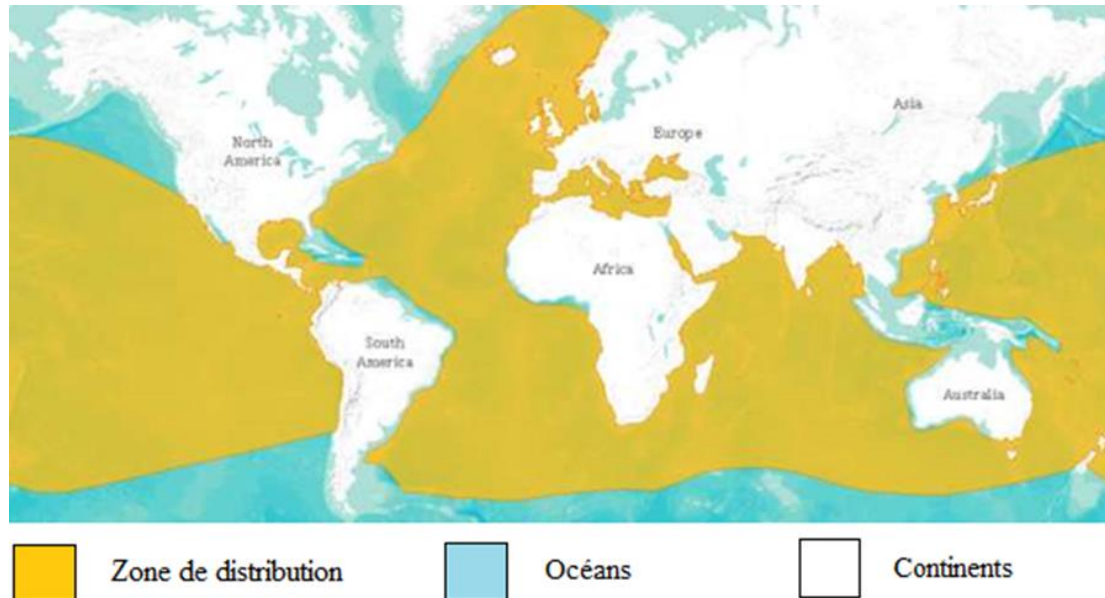 Asia
North
America
Europe
Africa
South
America
Australia
Zone de distribution
Océans
Continents